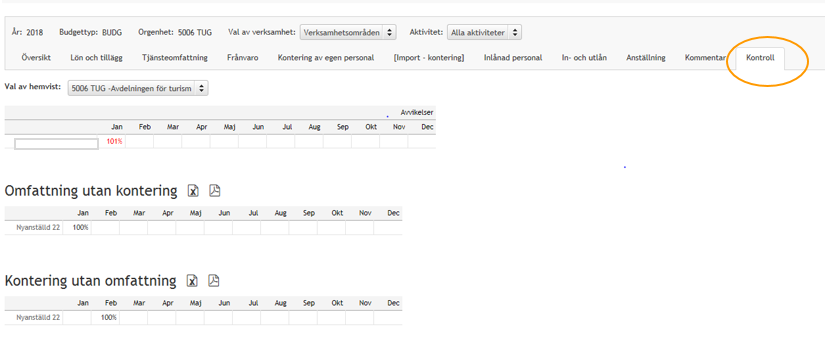 År: 2018 Budgettyp: BUDG Orgenhet: 5006 TUG Val av verksamhet: Verksamhetsområden Aktivitet: Alla aktiviteter
Översikt Lön och tillägg Tjänsteomfattning Frånvaro Kontering av egen personal [Import - kontering] Inlånad personal In- och utlån Anställning Kommentar Kontroll
Val av hemvist: 5006 TUG -Avdelningen för turism
Avvikelser
Jan Feb Mar Apr Maj Jun Jul Aug Sep Okt Nov Dec
101%
Omfattning utan kontering
Jan Feb Mar Apr Maj Jun Jul Aug Sep Okt Nov Dec
Nyanställd 22 100%
Kontering utan omfattning
Jan Feb Mar Apr Maj Jun Jul Aug Sep Okt Nov Dec
Nyanställd 22 100%